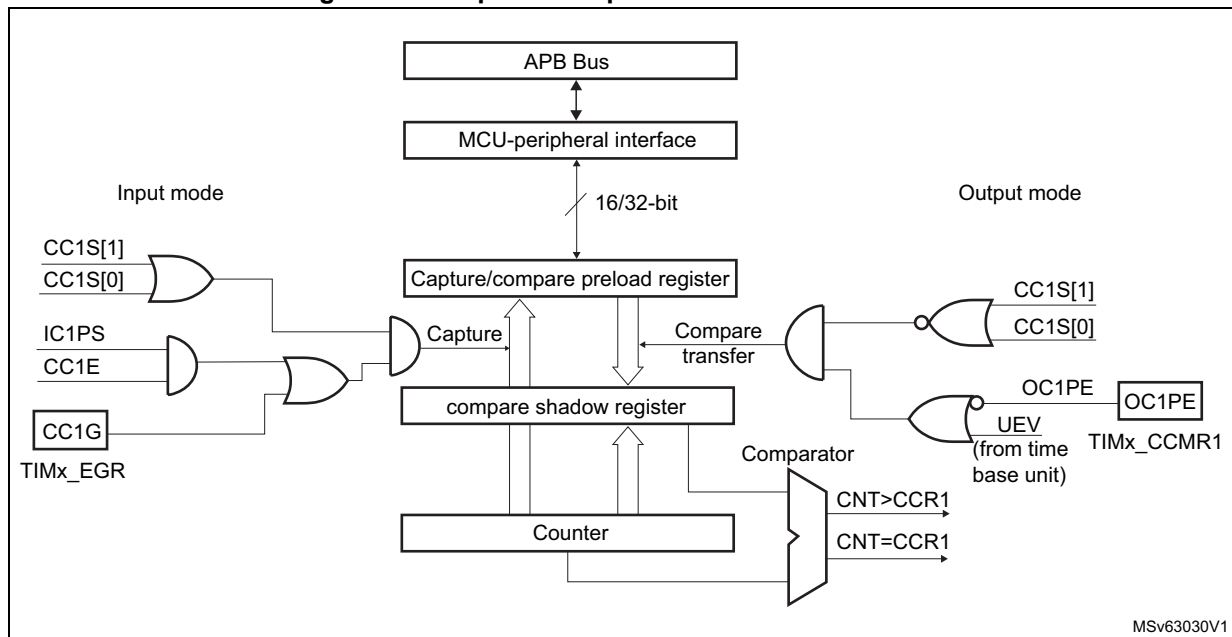 APB Bus
MCU-peripheral interface
Input mode
16/32-bit
Output mode
CC1S[1]
CC1S[0]
Capture/compare preload register
CC1S[1]
CC1S[0]
IC1PS
CC1E
Capture
Compare
transfer
CC1G
TIMx_EGR
compare shadow register
OC1PE
OC1PE
UEV
(from time
base unit)
TIMx_CCMR1
Comparator
CNT>CCR1
Counter
CNT=CCR1
MSv63030V1